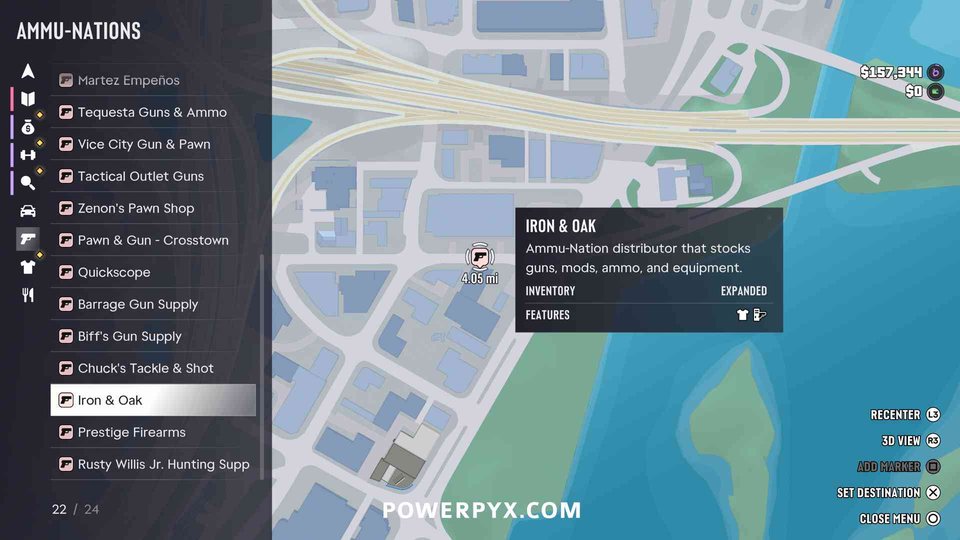 AMMU-NATIONS
Martez Empeños
Tequesta Guns & Ammo
Vice City Gun & Pawn
Tactical Outlet Guns
Zenon's Pawn Shop
Pawn & Gun - Crosstown
Quickscope
Barrage Gun Supply
Biff's Gun Supply
Chuck's Tackle & Shot
Iron & Oak
Prestige Firearms
Rusty Willis Jr. Hunting Supp
22 / 24
$157,344
$0
4.05 mi
IRON & OAK
Ammu-Nation distributor that stocks
guns, mods, ammo, and equipment.
INVENTORY EXPANDED
FEATURES
RECENTER L3
3D VIEW R3
ADD MARKER
SET DESTINATION
CLOSE MENU
POWERPYX.COM